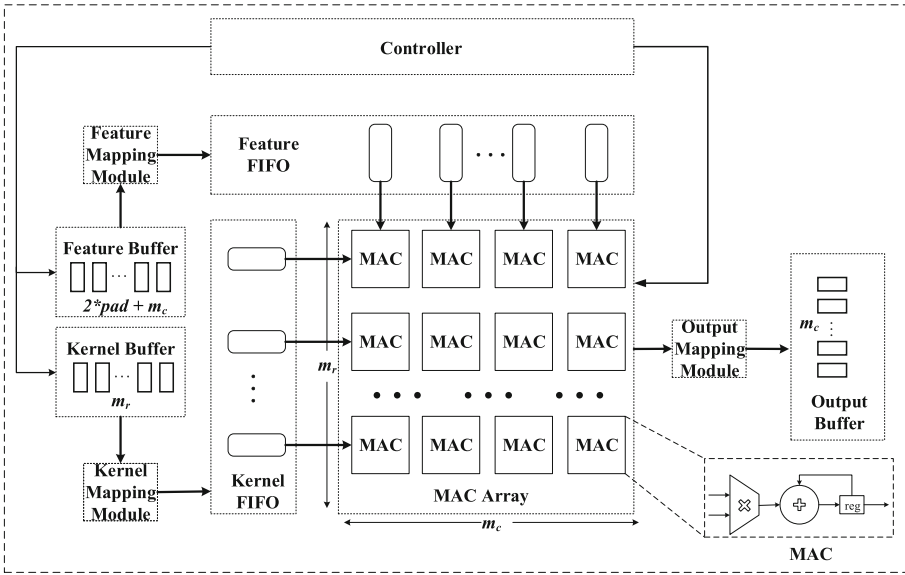 Controller
Feature
Mapping
Module
Feature
FIFO
Feature Buffer
2*pad + m_c
Kernel Buffer
m_r
Kernel
Mapping
Module
Kernel
FIFO
m_r
MAC MAC MAC MAC
MAC MAC MAC MAC
MAC MAC MAC MAC
MAC Array
m_c
Output
Mapping
Module
m_c
Output
Buffer
reg
MAC